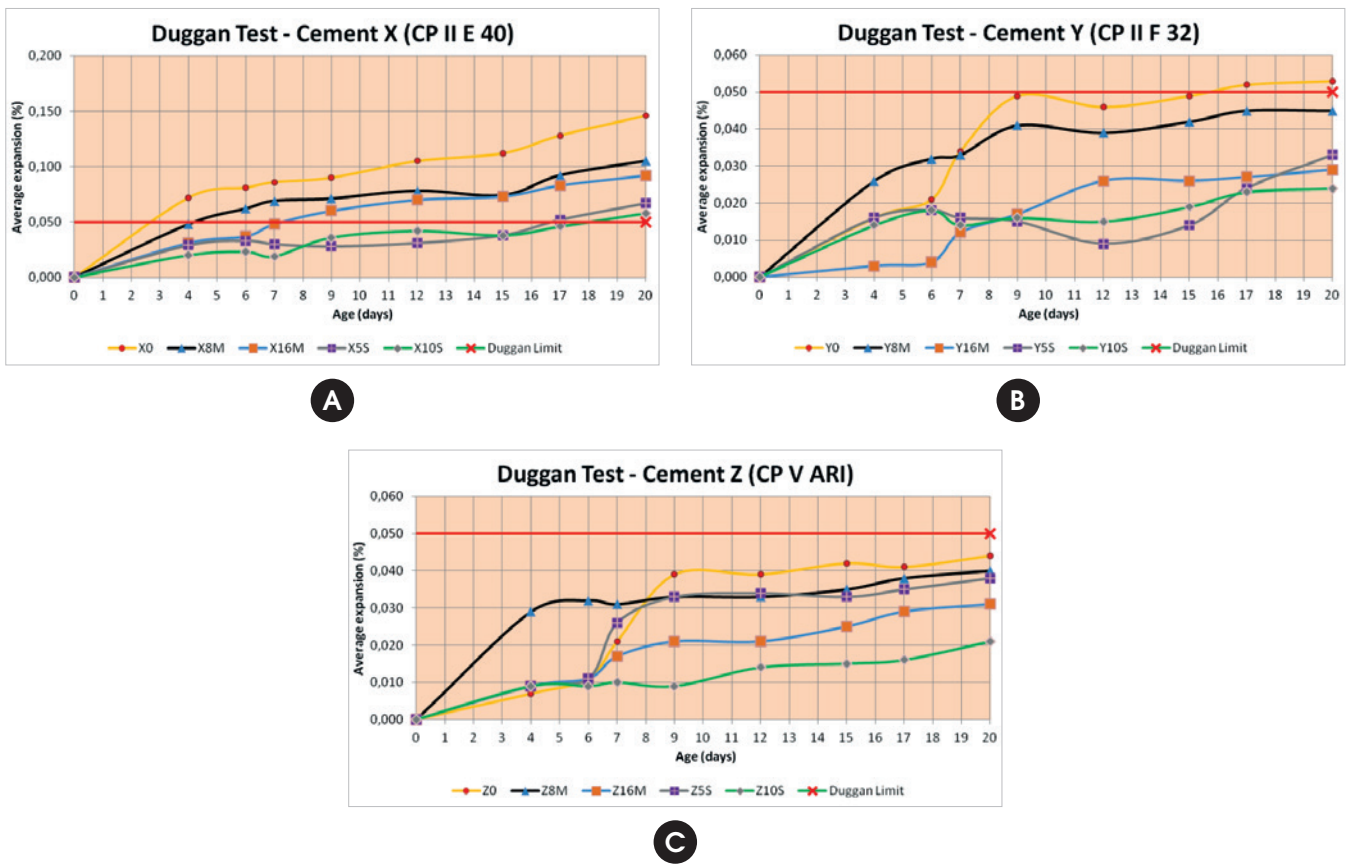 Duggan Test - Cement X (CP II E 40)
Average expansion (%)
0,200
0,150
0,100
0,050
0,000
0 1 2 3 4 5 6 7 8 9 10 11 12 13 14 15 16 17 18 19 20
Age (days)
X0 X8M X16M X5S X10S Duggan Limit
A
Duggan Test - Cement Y (CP II F 32)
Average expansion (%)
0,060
0,050
0,040
0,030
0,020
0,010
0,000
0 1 2 3 4 5 6 7 8 9 10 11 12 13 14 15 16 17 18 19 20
Age (days)
Y0 Y8M Y16M Y5S Y10S Duggan Limit
B
Duggan Test - Cement Z (CP V ARI)
Average expansion (%)
0,060
0,050
0,040
0,030
0,020
0,010
0,000
0 1 2 3 4 5 6 7 8 9 10 11 12 13 14 15 16 17 18 19 20
Age (days)
Z0 Z8M Z16M Z5S Z10S Duggan Limit
C